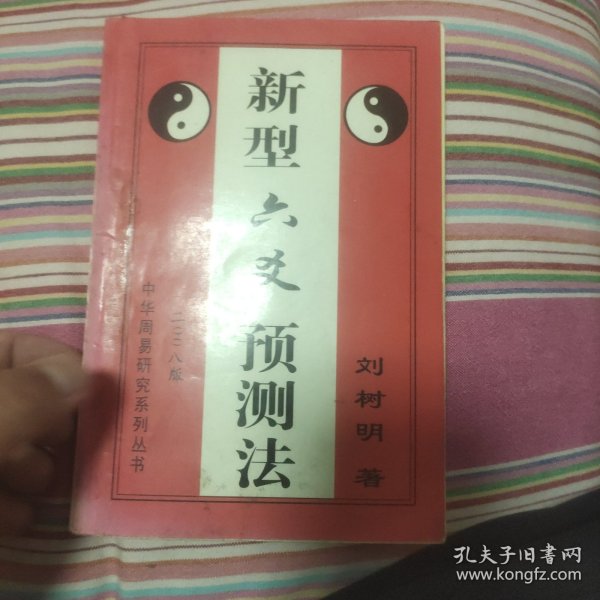 新型六爻预测法
二〇〇八版
中华周易研究系列丛书
刘树明 著
孔夫子旧書网
www.kongfz.com